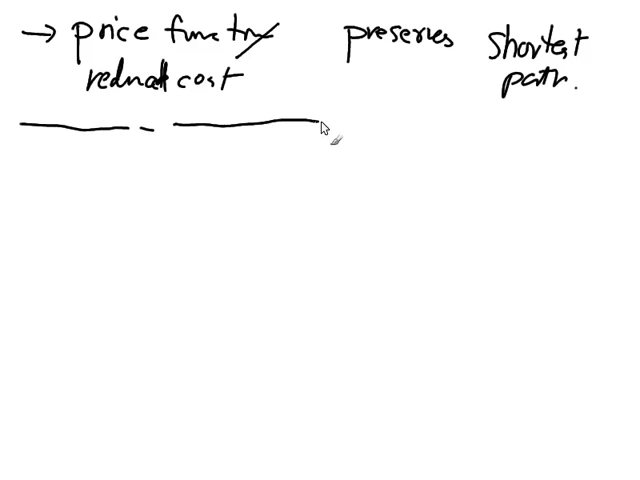 → price function/ preserves shortest
reduced cost path.